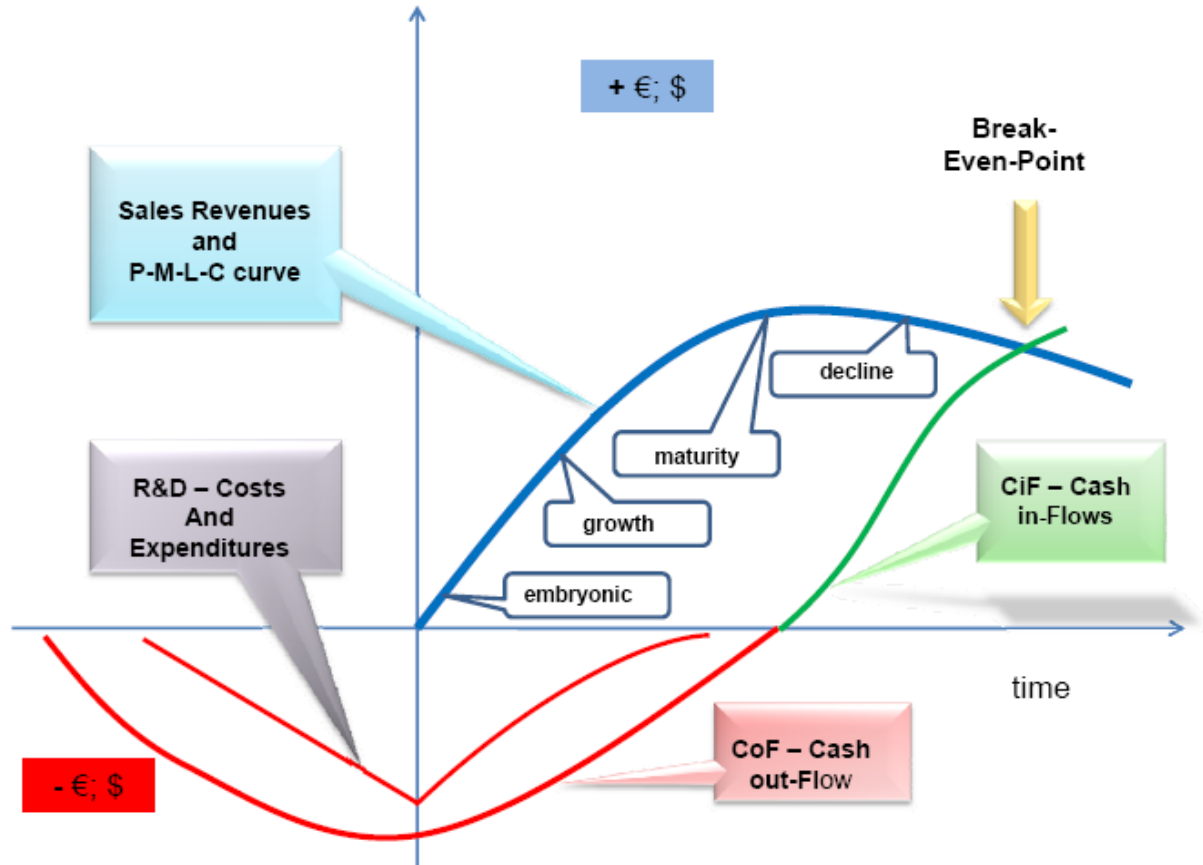 + €; $
Break-
Even-Point
Sales Revenues
and
P-M-L-C curve
decline
maturity
R&D – Costs
And
Expenditures
growth
CiF – Cash
in-Flows
embryonic
time
CoF – Cash
out-Flow
- €; $